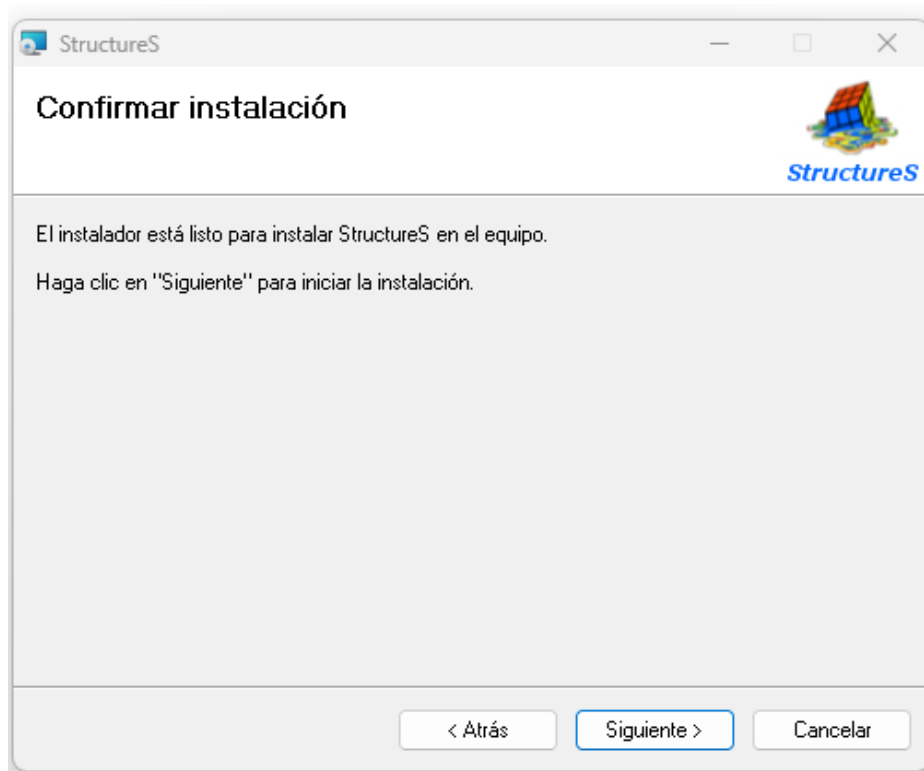 StructureS
Confirmar instalación
StructureS
El instalador está listo para instalar StructureS en el equipo.
Haga clic en "Siguiente" para iniciar la instalación.
< Atrás
Siguiente >
Cancelar